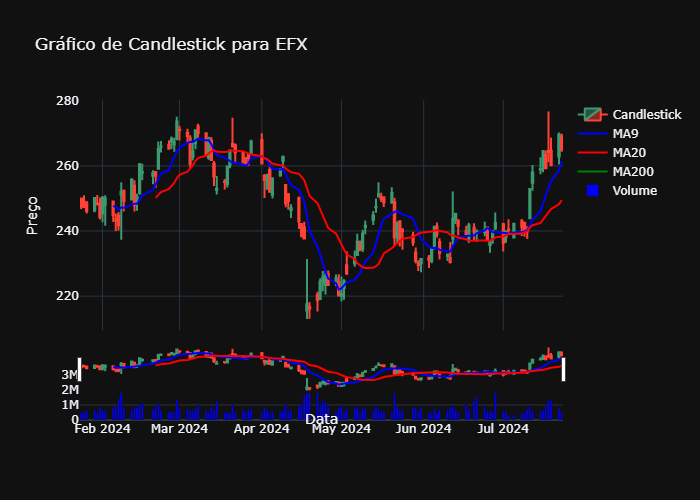 Gráfico de Candlestick para EFX
280
260
240
220
Preço
Candlestick
MA9
MA20
MA200
Volume
3M
2M
1M
0
Feb 2024 Mar 2024 Apr 2024 May 2024 Jun 2024 Jul 2024
Data